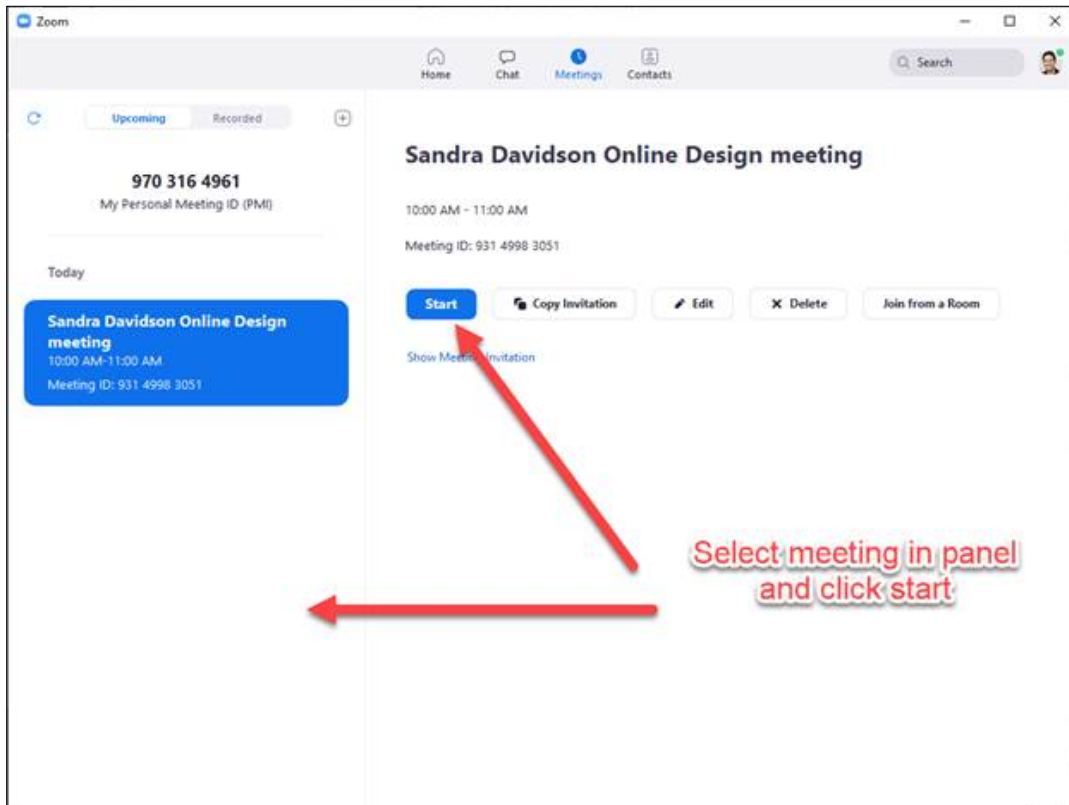 Zoom
Home
Chat
Meetings
Contacts
Search
Upcoming
Recorded
970 316 4961
My Personal Meeting ID (PMI)
Today
Sandra Davidson Online Design
meeting
10:00 AM-11:00 AM
Meeting ID: 931 4998 3051
Sandra Davidson Online Design meeting
10:00 AM - 11:00 AM
Meeting ID: 931 4998 3051
Start
Copy Invitation
Edit
Delete
Join from a Room
Show Meeting Invitation
Select meeting in panel
and click start